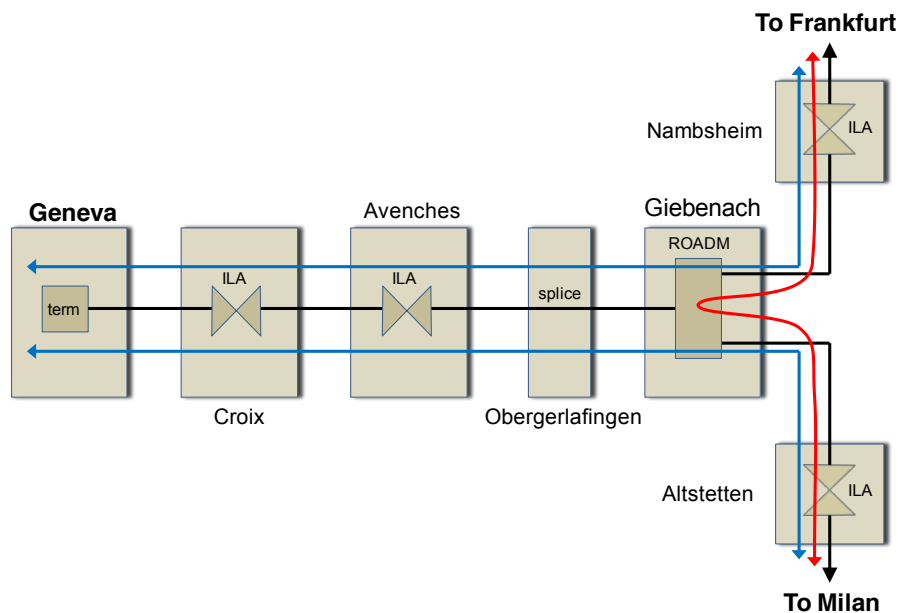 To Frankfurt
ILA
Nambsheim
Geneva
Avenches
Giebenach
ROADM
ILA
ILA
splice
term
Croix
Obergerlafingen
Altstetten
ILA
To Milan